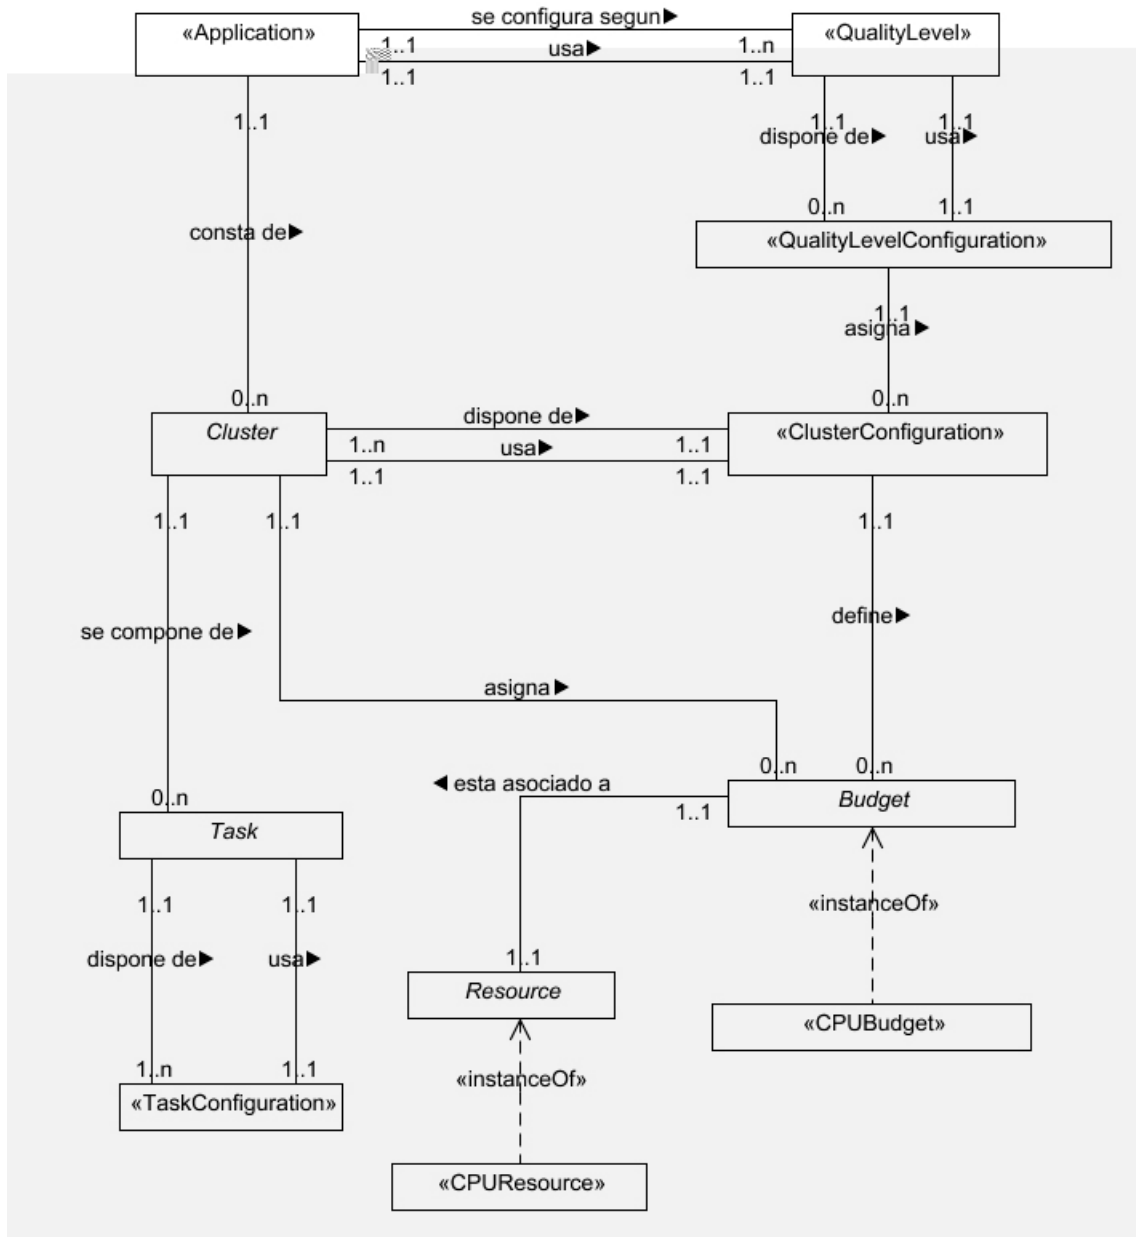 se configura segun▶
«Application»
«QualityLevel»
1..1
usa▶
1..n
1..1
1..1
1..1
1..1
1..1
dispone de▶
usa▶
0..n
1..1
consta de▶
«QualityLevelConfiguration»
1..1
asigna▶
0..n
0..n
dispone de▶
Cluster
«ClusterConfiguration»
1..n
usa▶
1..1
1..1
1..1
1..1
1..1
1..1
define▶
se compone de▶
asigna▶
0..n
0..n
◀ esta asociado a
0..n
Budget
1..1
Task
1..1
1..1
«instanceOf»
dispone de▶
usa▶
1..1
Resource
«CPUBudget»
1..n
1..1
«instanceOf»
«TaskConfiguration»
«CPUResource»